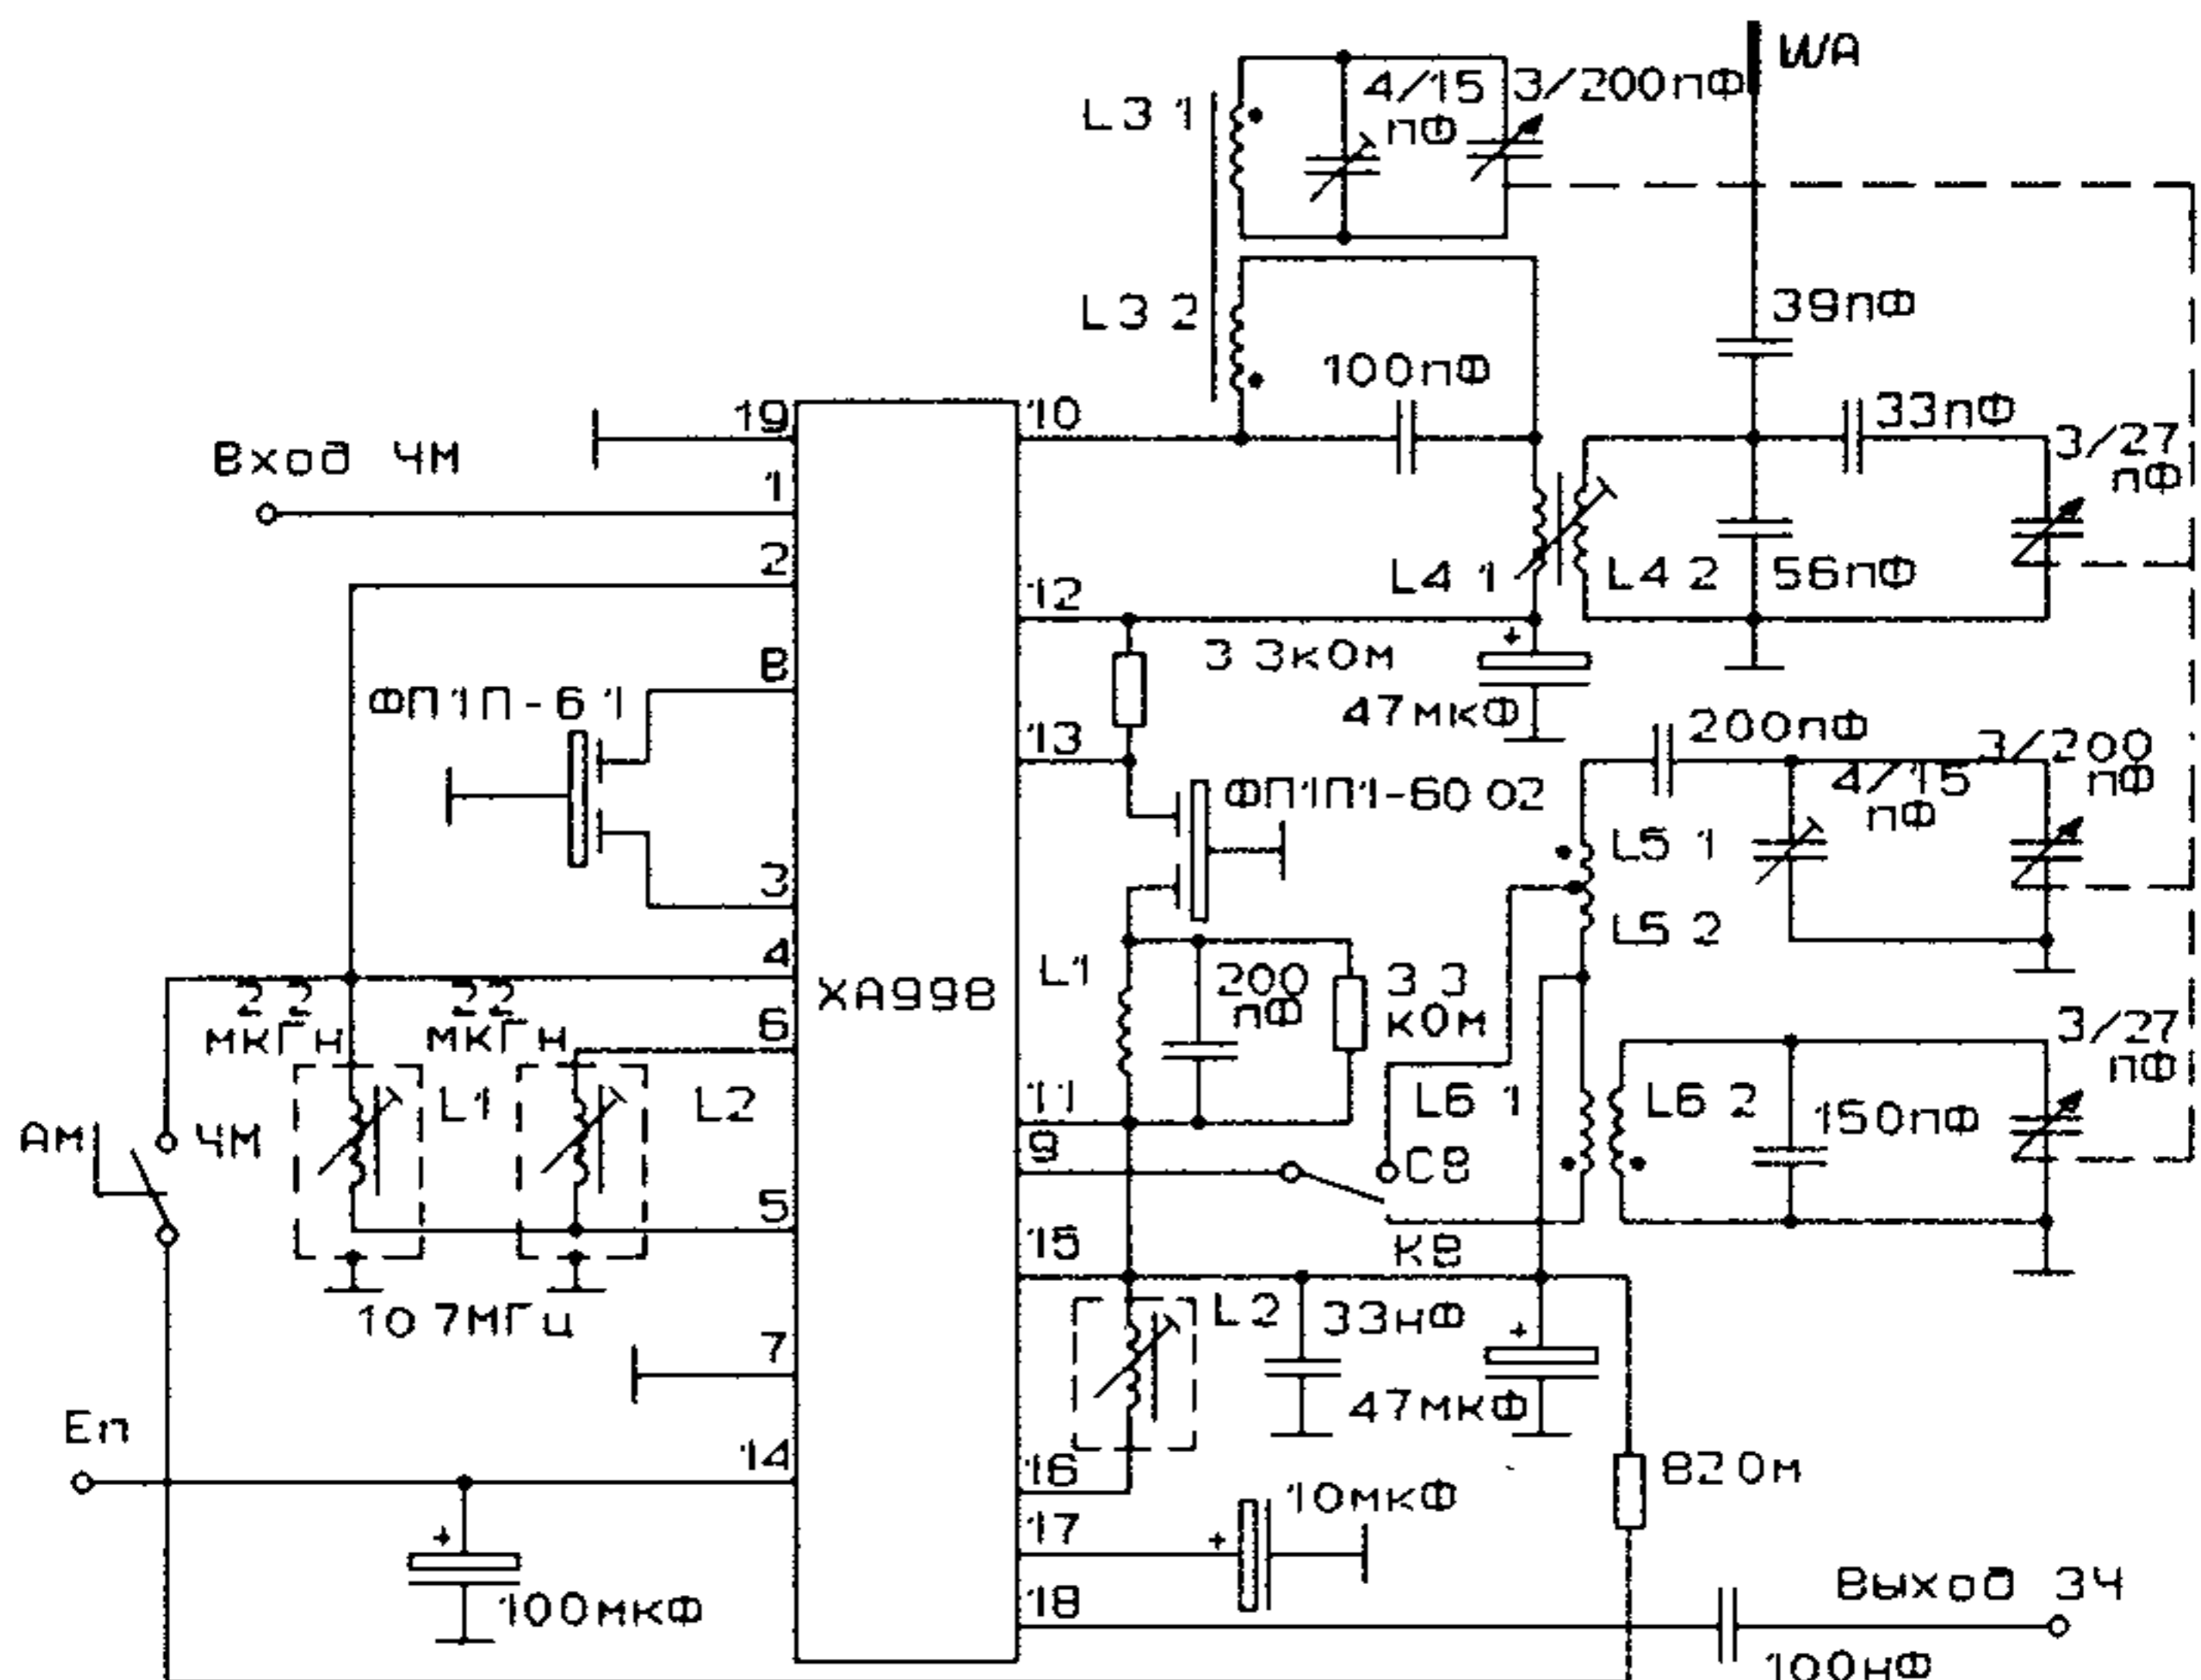 WA
L3 1
4/15
пФ
3/200пФ
L3 2
39пФ
100пФ
33пФ
3/27
пФ
19
10
Вход ЧМ
1
2
L4 1
L4 2
56пФ
12
8
3 3кОм
47мкФ
ФП1П-6 1
13
200пФ
3/200
пФ
4/15
пФ
ФП1П1-60 02
L5 1
L5 2
3
4
ХА998
L1
200
пФ
3 3
кОм
2 2
мкГн
22
мкГн
6
3/27
пФ
L1
L2
11
L6 1
L6 2
150пФ
АМ
ЧМ
9
СВ
5
15
КВ
10 7МГц
L2
33нФ
7
47мкФ
Еп
14
16
820м
10мкФ
17
100мкФ
18
Выход ЗЧ
100нФ